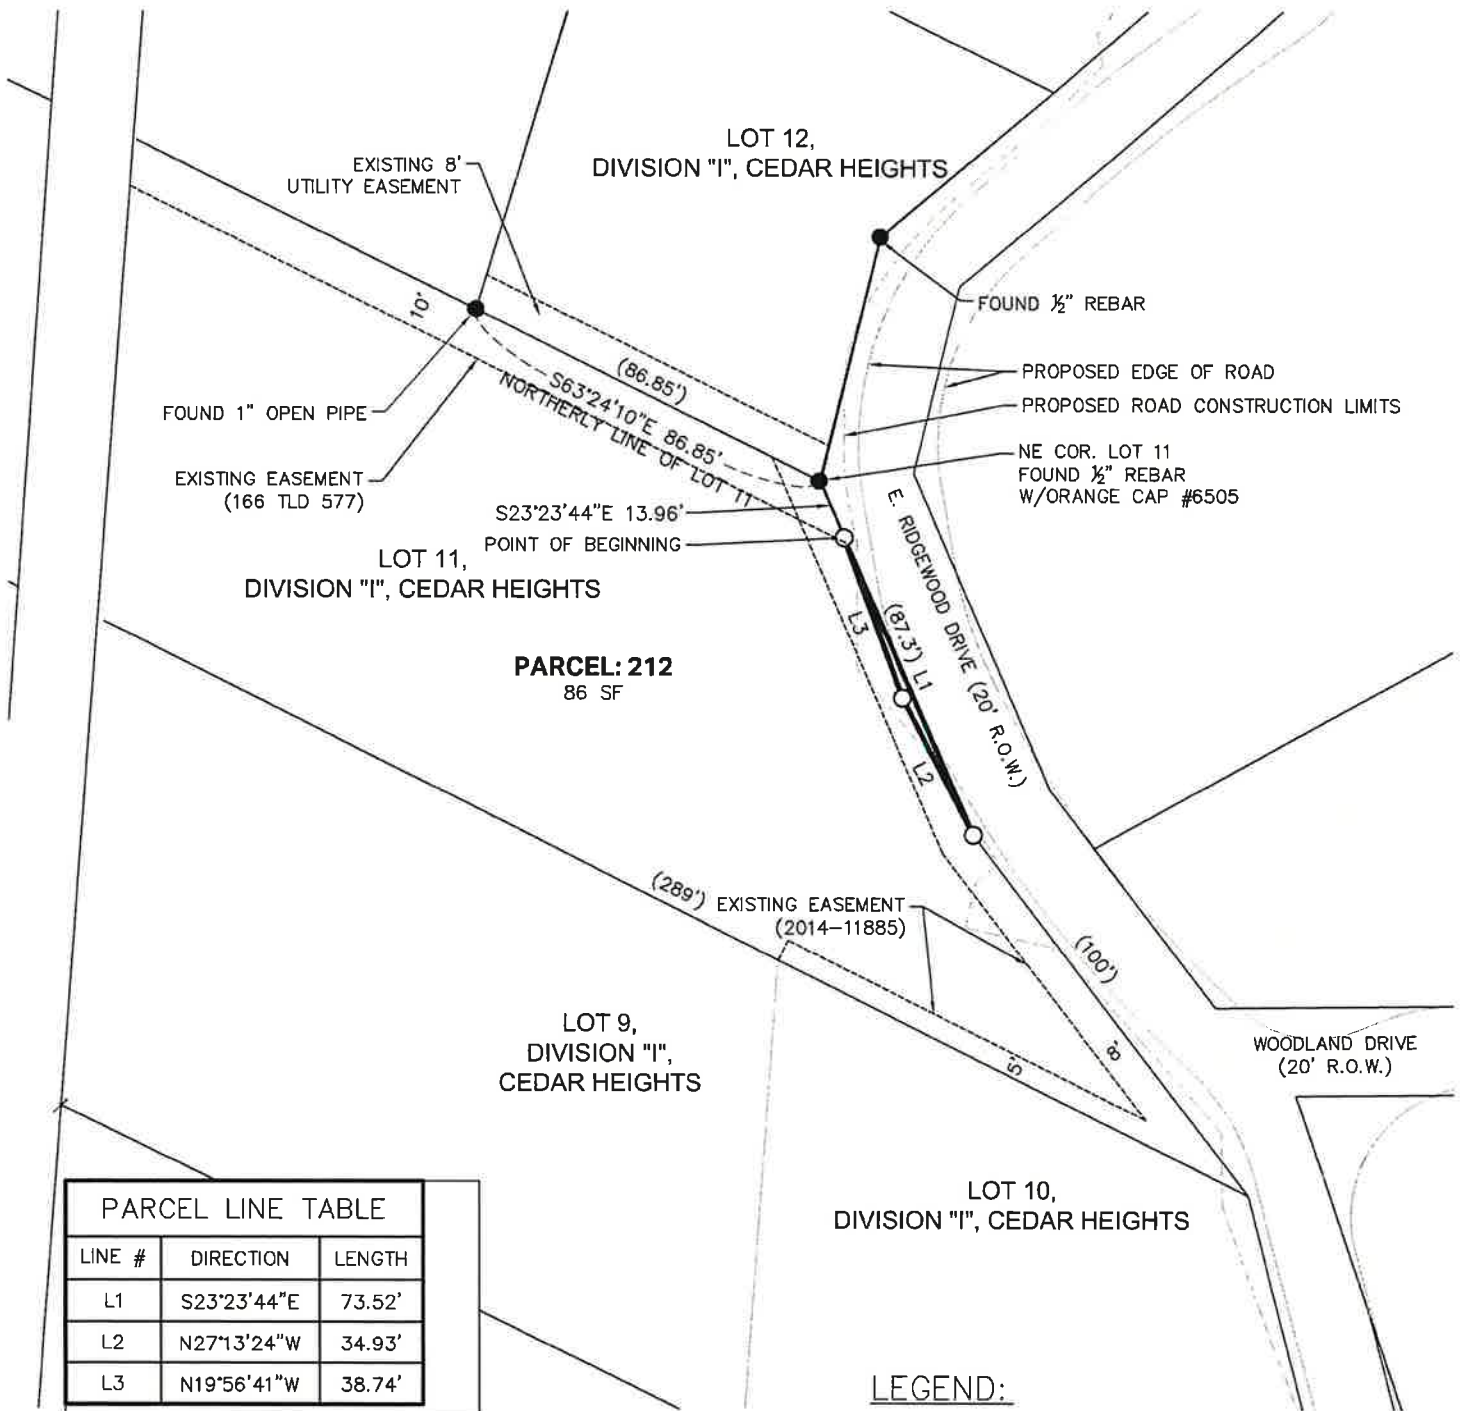 LOT 12,
DIVISION "I", CEDAR HEIGHTS
EXISTING 8'
UTILITY EASEMENT
10'
FOUND ½" REBAR
(86.85')
S63°24'10"E 86.85'
NORTHERLY LINE OF LOT 11
PROPOSED EDGE OF ROAD
PROPOSED ROAD CONSTRUCTION LIMITS
FOUND 1" OPEN PIPE
NE COR. LOT 11
FOUND ½" REBAR
W/ORANGE CAP #6505
EXISTING EASEMENT
(166 TLD 577)
S23°23'44"E 13.96'
POINT OF BEGINNING
E. RIDGEWOOD DRIVE (20' R.O.W.)
LOT 11,
DIVISION "I", CEDAR HEIGHTS
L3
(87.3') L1
PARCEL: 212
86 SF
L2
(289')
EXISTING EASEMENT
(2014-11885)
(100')
LOT 9,
DIVISION "I",
CEDAR HEIGHTS
5'
8'
WOODLAND DRIVE
(20' R.O.W.)
LOT 10,
DIVISION "I", CEDAR HEIGHTS
PARCEL LINE TABLE
LINE # DIRECTION LENGTH
L1 S23°23'44"E 73.52'
L2 N27°13'24"W 34.93'
L3 N19°56'41"W 38.74'
LEGEND: